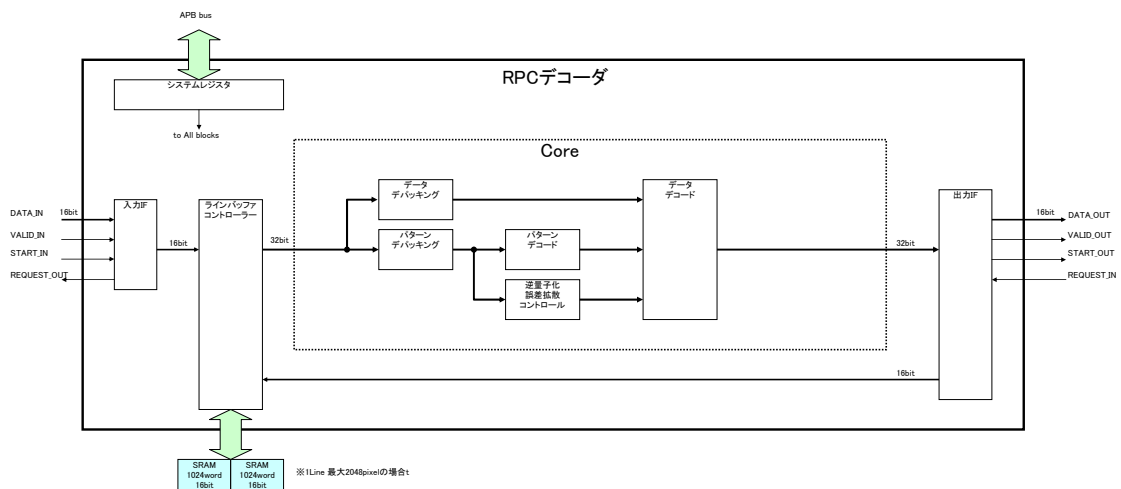 APB bus
RPCデコーダ
システムレジスタ
to All blocks
Core
データ
デパッキング
データ
デコード
入力IF
ラインバッファ
コントローラー
出力IF
DATA_IN
16bit
16bit
DATA_OUT
VALID_IN
パターン
デパッキング
パターン
デコード
VALID_OUT
16bit
32bit
32bit
START_IN
START_OUT
REQUEST_OUT
REQUEST_IN
逆量子化
誤差拡散
コントロール
16bit
SRAM
1024word
16bit
SRAM
1024word
16bit
※1Line 最大2048pixelの場合t